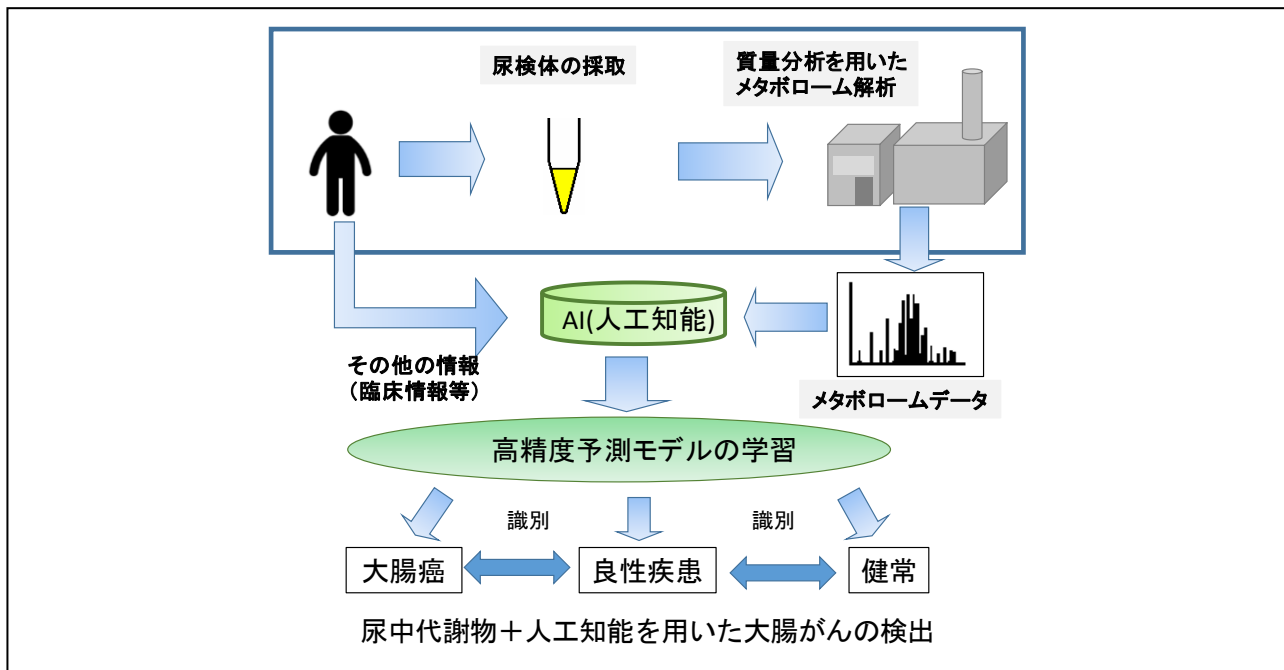 尿検体の採取
質量分析を用いた
メタボローム解析
AI(人工知能)
その他の情報
（臨床情報等）
メタボロームデータ
高精度予測モデルの学習
識別
識別
大腸癌
良性疾患
健常
尿中代謝物＋人工知能を用いた大腸がんの検出